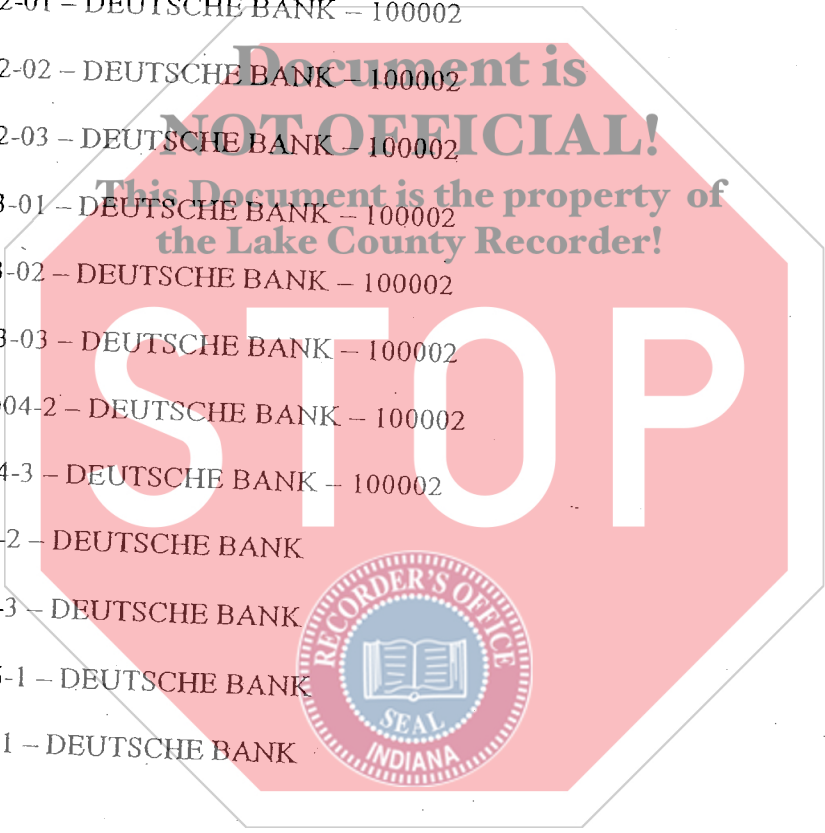 2-01 – DEUTSCHE BANK – 100002
2-02 – DEUTSCHE BANK – 100002
2-03 – DEUTSCHE BANK – 100002
3-01 – DEUTSCHE BANK – 100002
3-02 – DEUTSCHE BANK – 100002
3-03 – DEUTSCHE BANK – 100002
04-2 – DEUTSCHE BANK – 100002
4-3 – DEUTSCHE BANK – 100002
-2 – DEUTSCHE BANK
-3 – DEUTSCHE BANK
-1 – DEUTSCHE BANK
1 – DEUTSCHE BANK
Document is
NOT OFFICIAL!
This Document is the property of
the Lake County Recorder!
STOP
RECORDER'S OFFICE
SEAL
INDIANA